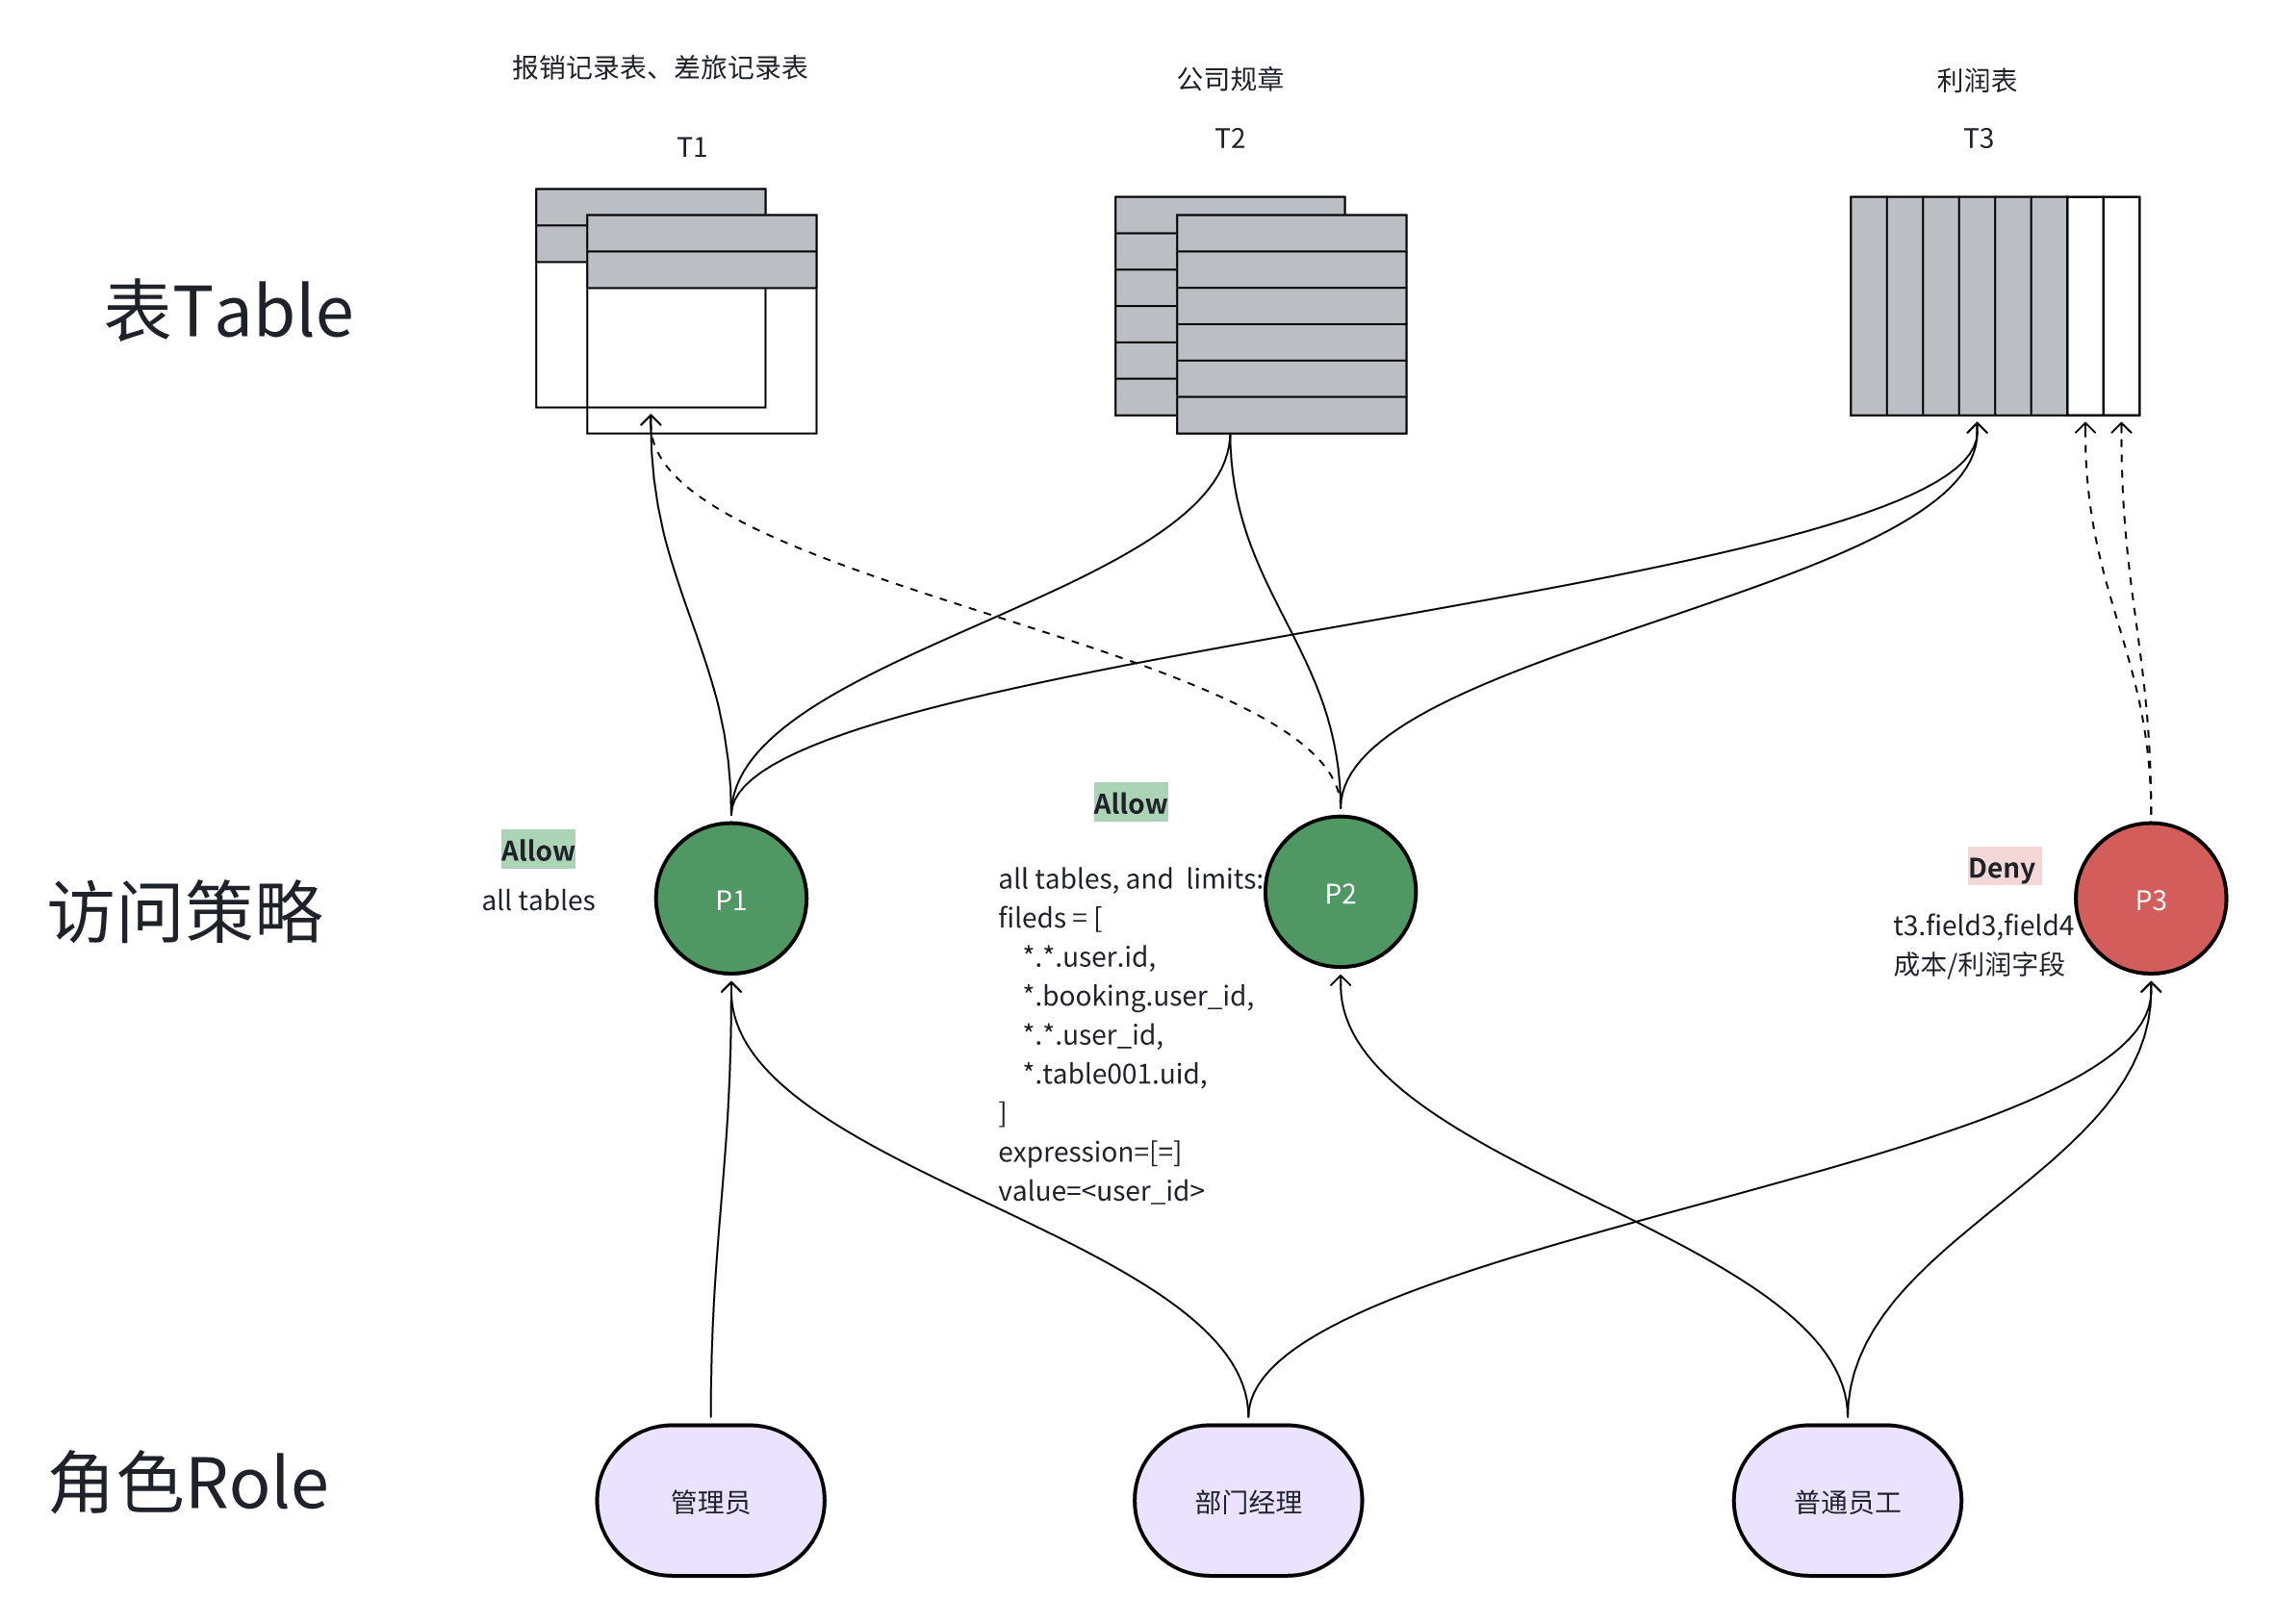 报销记录表、差旅记录表
公司规章
利润表
T1
T2
T3
表Table
访问策略
Allow
all tables
P1
Allow
all tables, and  limits:
fileds = [
    *.*.user.id,
    *.booking.user_id,
    *.*.user_id,
    *.table001.uid,
]
expression=[=]
value=<user_id>
P2
Deny
t3.field3,field4
成本/利润字段
P3
角色Role
管理员
部门经理
普通员工